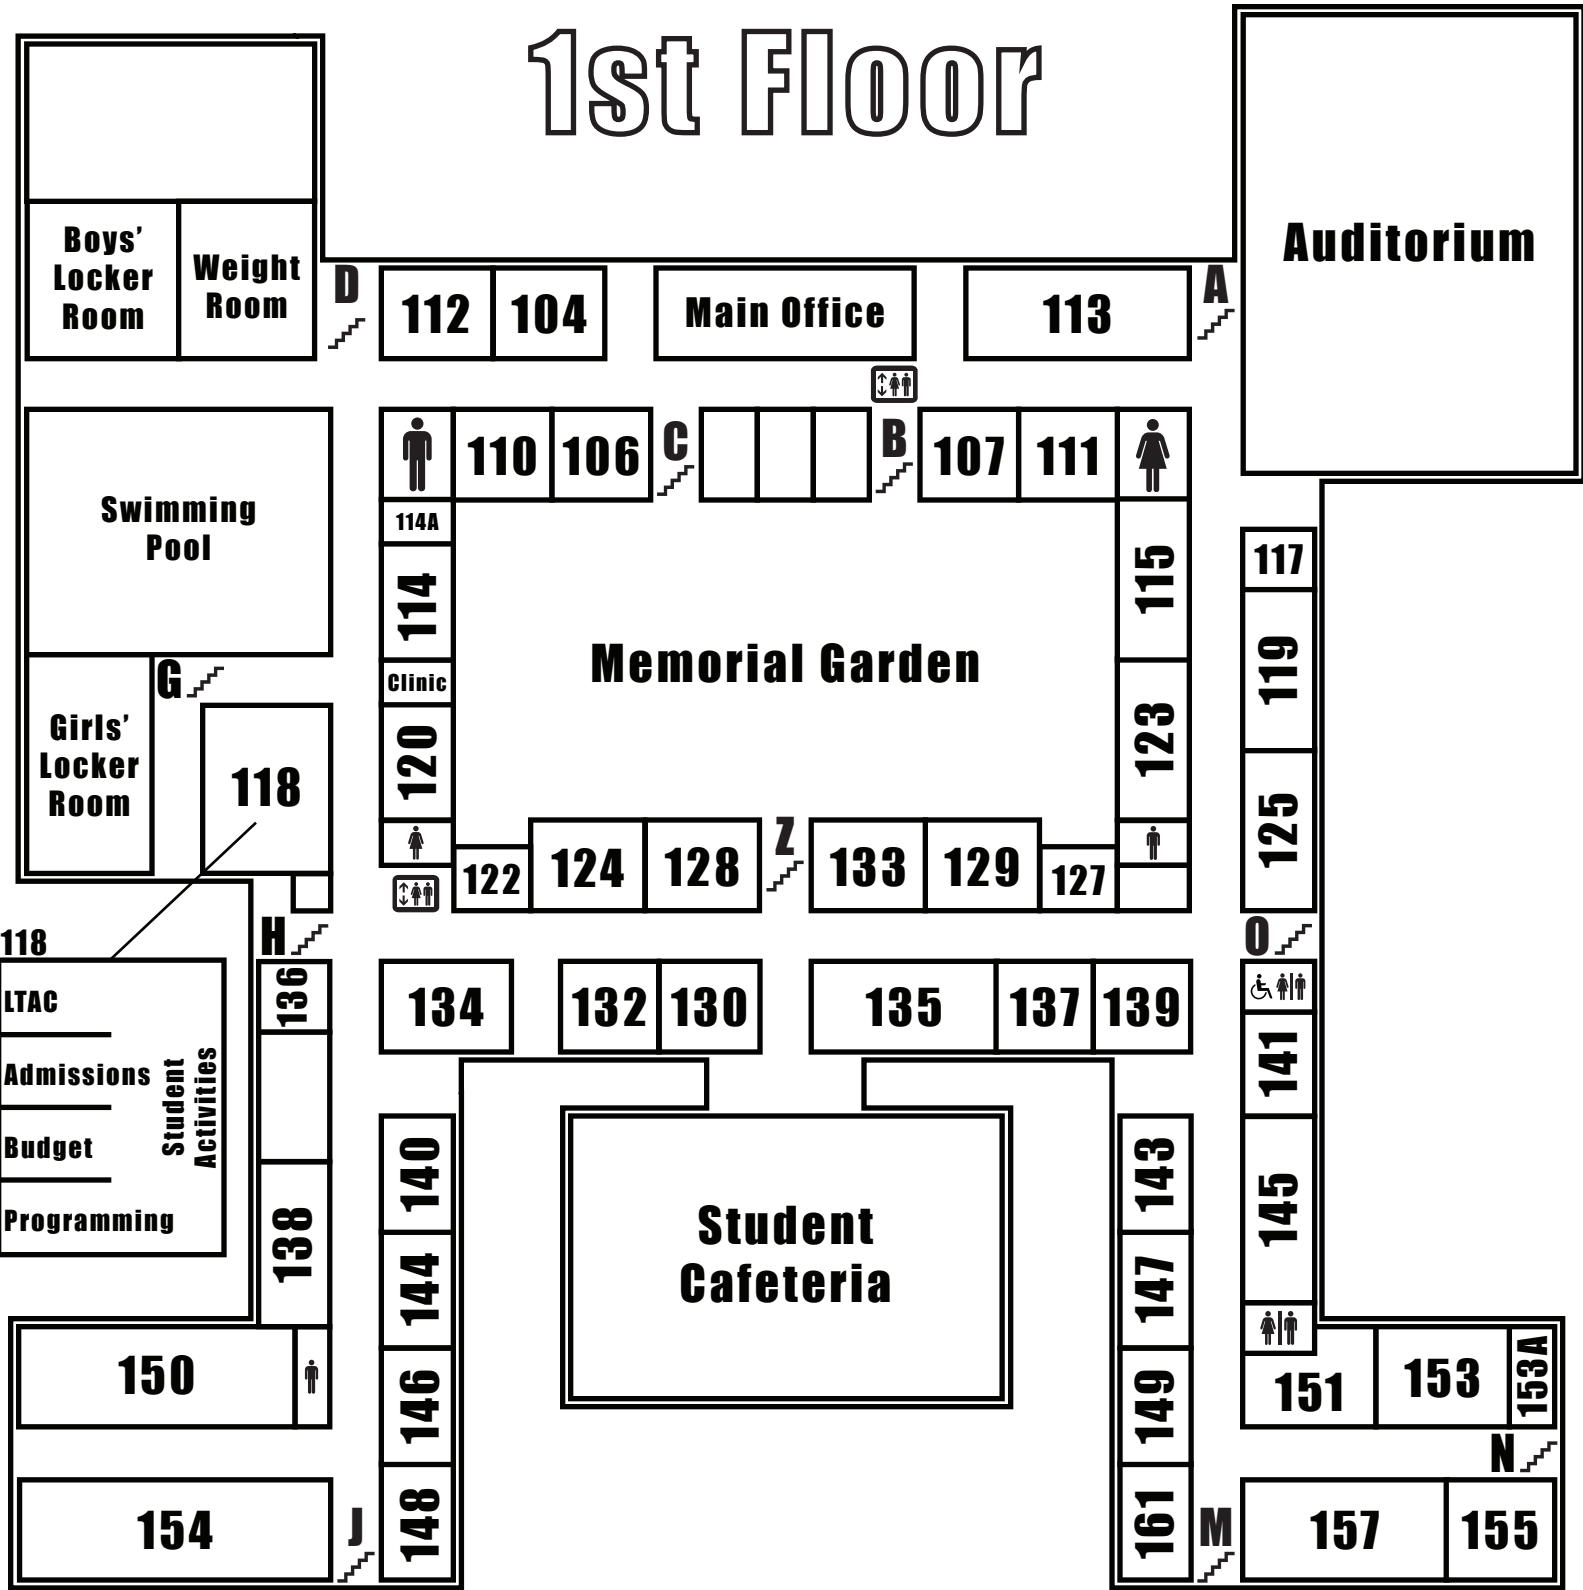 1st Floor
Auditorium
Boys'
Locker
Room
Weight
Room
D
112
104
Main Office
113
A
110
106
C
B
107
111
Swimming
Pool
114A
114
115
117
Memorial Garden
119
G
Clinic
Girls'
Locker
Room
118
120
123
125
122
124
128
Z
133
129
127
118
H
O
LTAC
Admissions
Budget
Programming
Student
Activities
136
134
132
130
135
137
139
141
138
140
143
145
Student
Cafeteria
144
147
150
146
149
151
153
153A
N
154
J
148
161
M
157
155